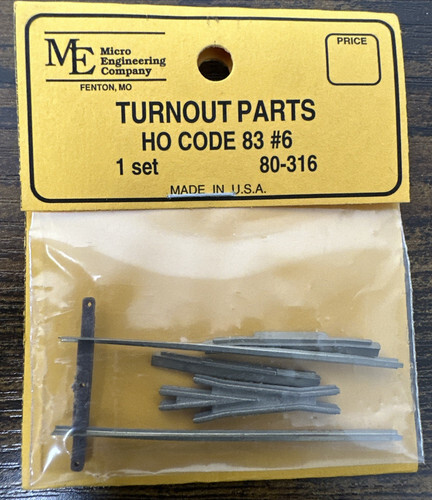 ME Micro
Engineering
Company
FENTON, MO
PRICE
TURNOUT PARTS
HO CODE 83 #6
1 set 80-316
MADE IN U.S.A.